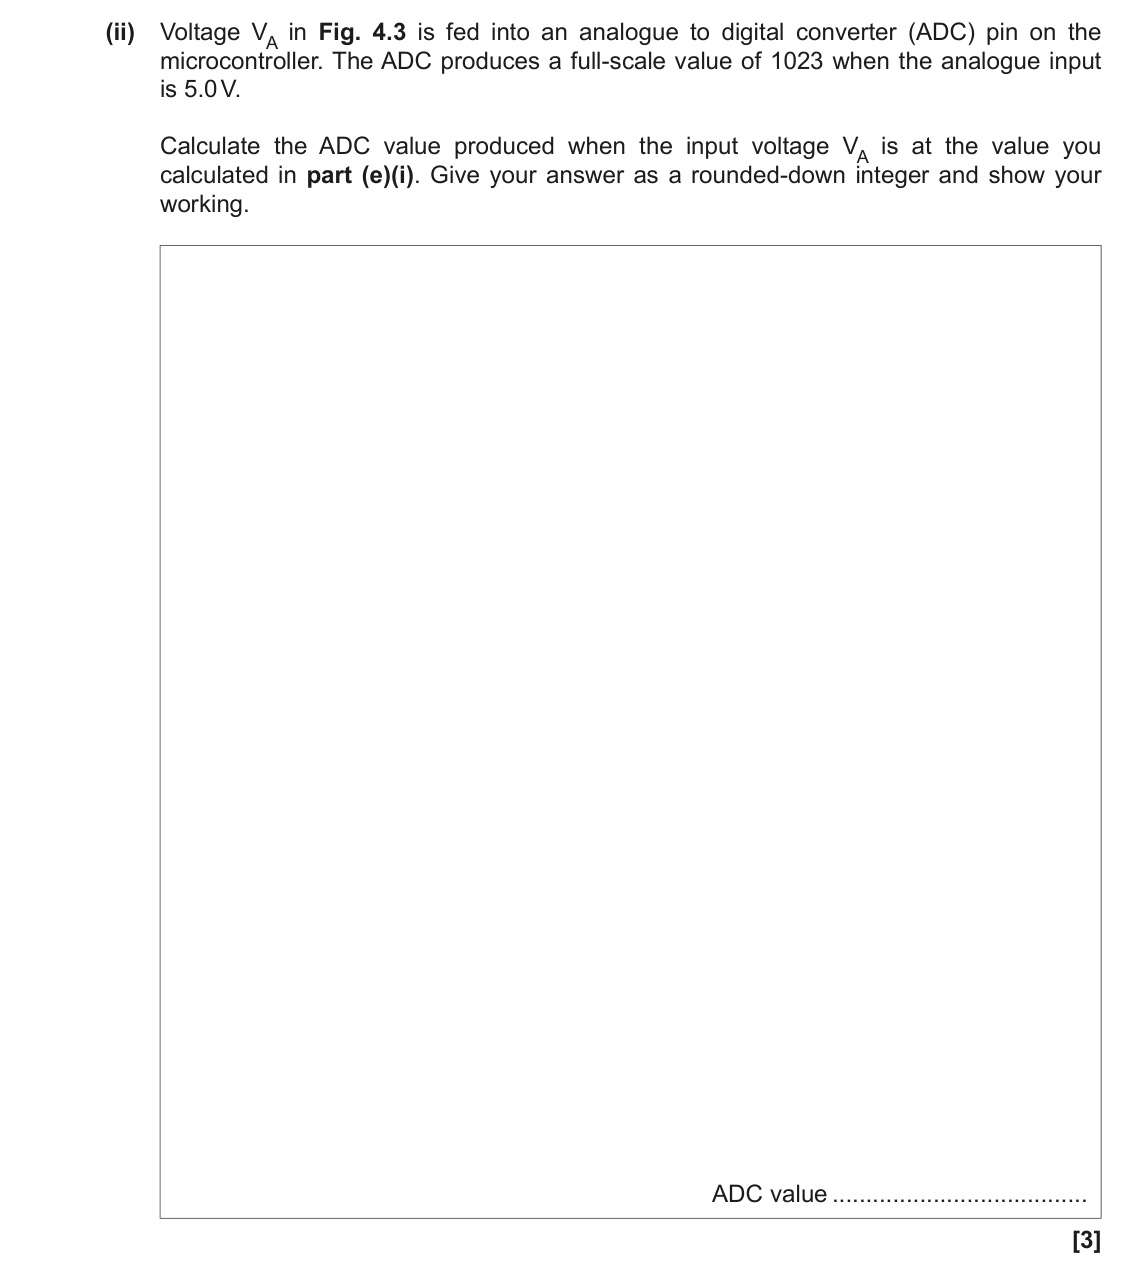 (ii) Voltage VA in Fig. 4.3 is fed into an analogue to digital converter (ADC) pin on the
microcontroller. The ADC produces a full-scale value of 1023 when the analogue input
is 5.0 V.
Calculate the ADC value produced when the input voltage VA is at the value you
calculated in part (e)(i). Give your answer as a rounded-down integer and show your
working.
ADC value ......................................
[3]